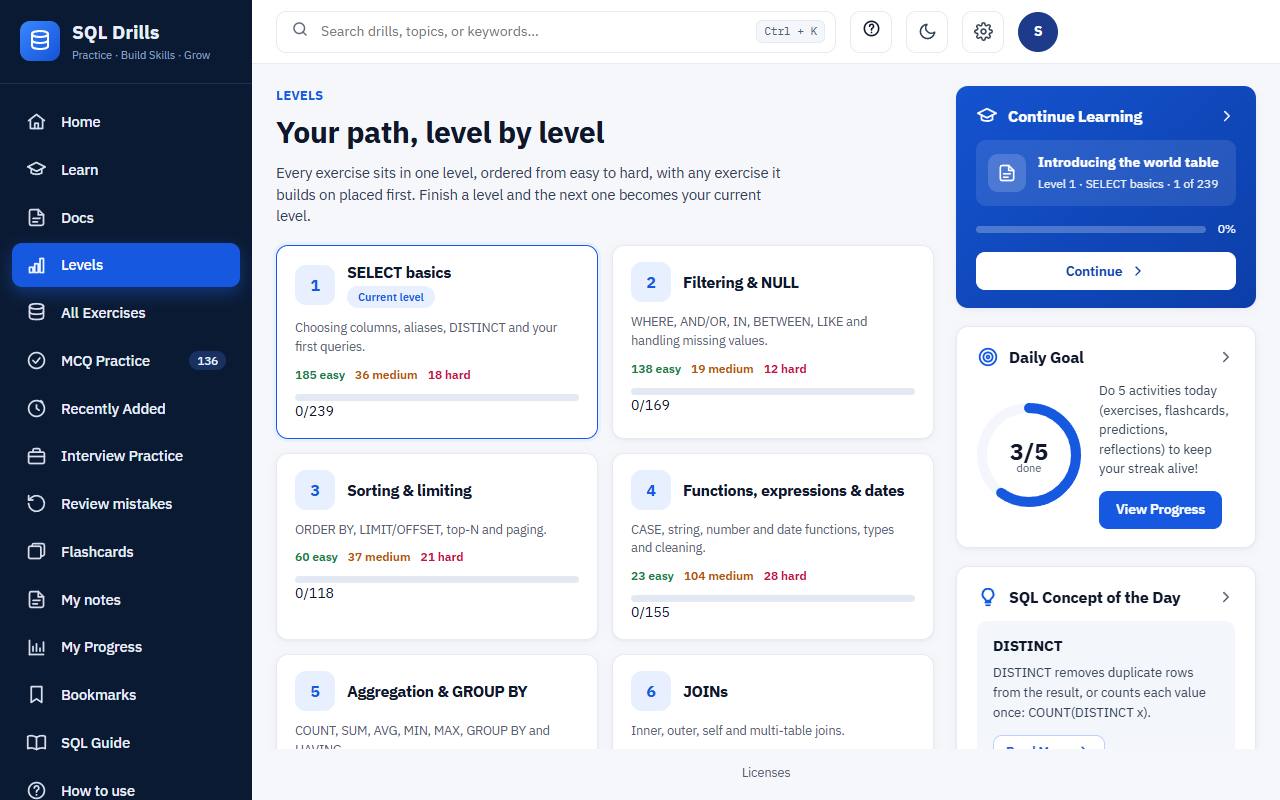 SQL Drills
Practice · Build Skills · Grow
Home
Learn
Docs
Levels
All Exercises
MCQ Practice 136
Recently Added
Interview Practice
Review mistakes
Flashcards
My notes
My Progress
Bookmarks
SQL Guide
How to use
Search drills, topics, or keywords... Ctrl + K
S
LEVELS
Your path, level by level
Every exercise sits in one level, ordered from easy to hard, with any exercise it
builds on placed first. Finish a level and the next one becomes your current
level.
1 SELECT basics
Current level
Choosing columns, aliases, DISTINCT and your
first queries.
185 easy 36 medium 18 hard
0/239
2 Filtering & NULL
WHERE, AND/OR, IN, BETWEEN, LIKE and
handling missing values.
138 easy 19 medium 12 hard
0/169
3 Sorting & limiting
ORDER BY, LIMIT/OFFSET, top-N and paging.
60 easy 37 medium 21 hard
0/118
4 Functions, expressions & dates
CASE, string, number and date functions, types
and cleaning.
23 easy 104 medium 28 hard
0/155
5 Aggregation & GROUP BY
COUNT, SUM, AVG, MIN, MAX, GROUP BY and
6 JOINs
Inner, outer, self and multi-table joins.
Continue Learning
Introducing the world table
Level 1 · SELECT basics · 1 of 239
0%
Continue
Daily Goal
3/5
done
Do 5 activities today
(exercises, flashcards,
predictions,
reflections) to keep
your streak alive!
View Progress
SQL Concept of the Day
DISTINCT
DISTINCT removes duplicate rows
from the result, or counts each value
once: COUNT(DISTINCT x).
Licenses